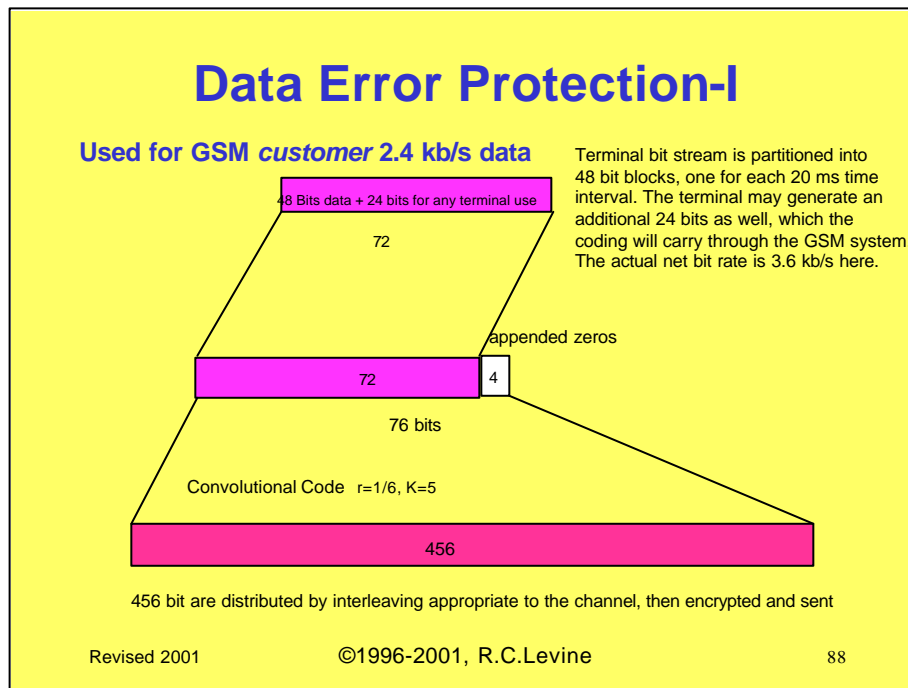 Data Error Protection-I
Used for GSM customer 2.4 kb/s data
Terminal bit stream is partitioned into
48 bit blocks, one for each 20 ms time
interval. The terminal may generate an
additional 24 bits as well, which the
coding will carry through the GSM system
The actual net bit rate is 3.6 kb/s here.
48 Bits data + 24 bits for any terminal use
72
appended zeros
72
4
76 bits
Convolutional Code r=1/6, K=5
456
456 bit are distributed by interleaving appropriate to the channel, then encrypted and sent
Revised 2001
©1996-2001, R.C.Levine
88